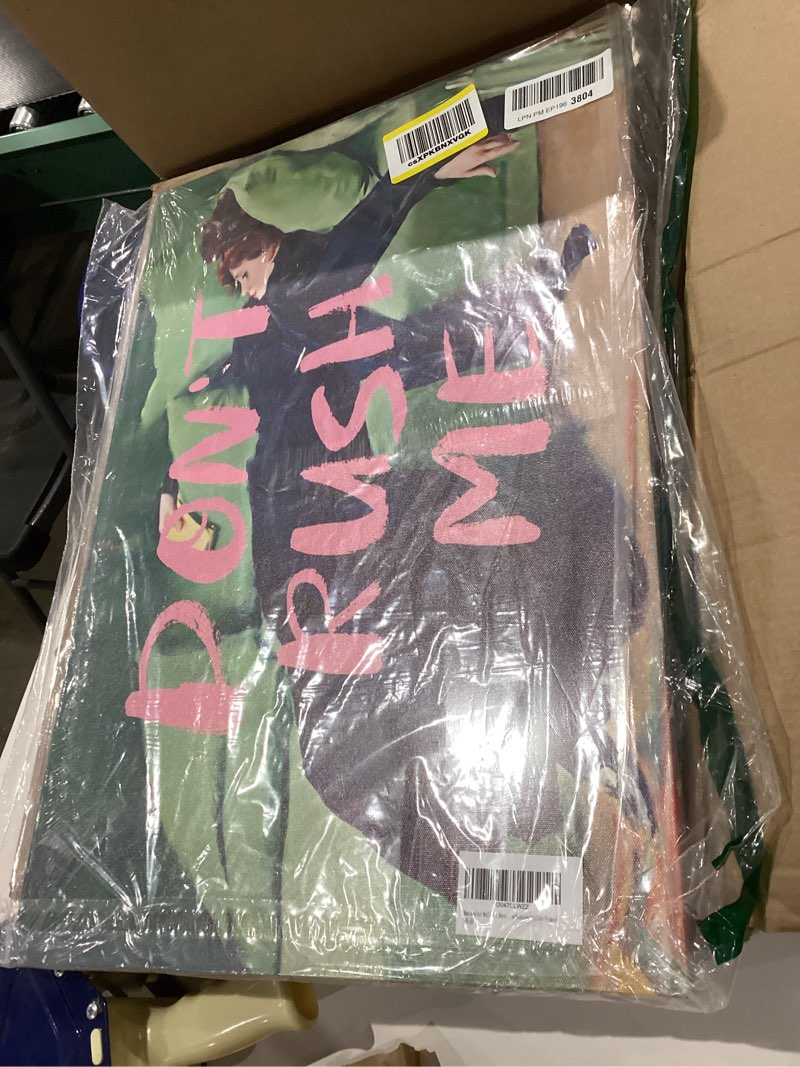 DON'T
RUSH
ME
csXPKBNXVGK
LPN PM EP196 3804